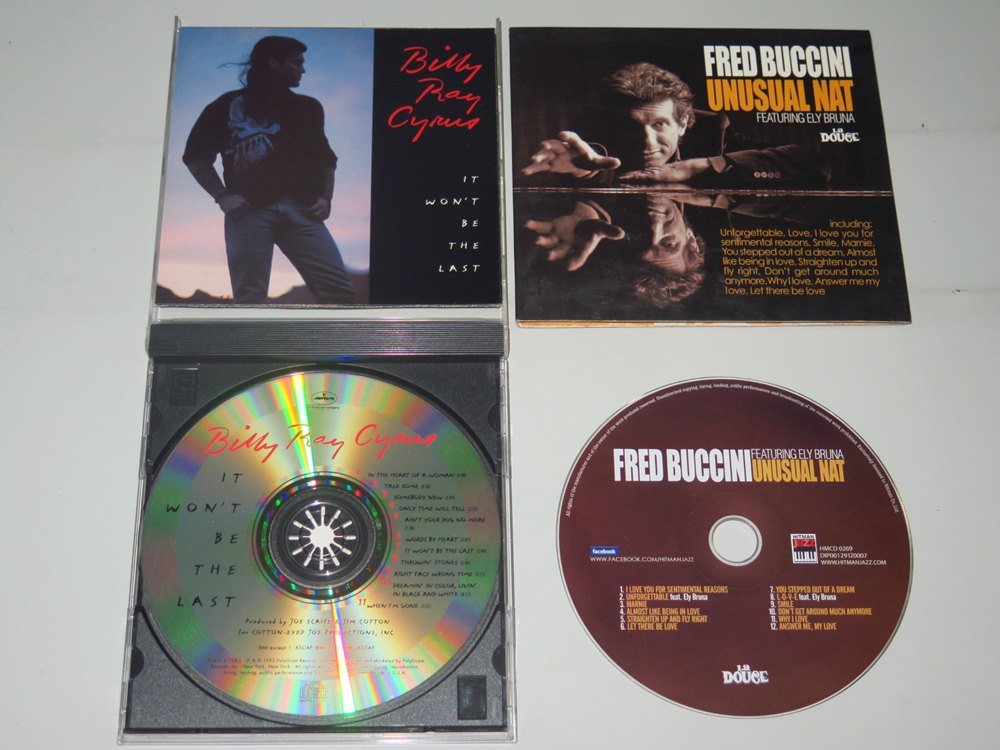 Billy
Ray
Cyrus
IT
WON'T
BE
THE
LAST
FRED BUCCINI
UNUSUAL NAT
FEATURING ELY BRUNA
La
DOUCE
including:
Unforgettable, Love, I love you for
sentimental reasons, Smile, Marnie,
You stepped out of a dream, Almost
like being in love, Straighten up and
fly right, Don't get around much
anymore, Why I love, Answer me my
love, Let there be love
Billy Ray Cyrus
IT
WON'T
BE
THE
LAST
IN THE HEART OF A WOMAN
TALK SOME
SOMEBODY NEW
ONLY TIME WILL TELL
AIN'T YOUR DOG NO MORE
WORDS BY HEART
IT WON'T BE THE LAST
THROWIN' STONES
RIGHT FACE WRONG TIME
10 DREAMIN' IN COLOR, LIVIN'
IN BLACK AND WHITE
11 WHEN I'M GONE
Produced by JOE SCAIFE & JIM COTTON
for COTTON-EYED JOE PRODUCTIONS, INC.
FRED BUCCINI FEATURING ELY BRUNA
UNUSUAL NAT
facebook
WWW.FACEBOOK.COM/HITMANJAZZ
HITMAN
JAZZ
HMCD 0269
DIP00129120007
WWW.HITMANJAZZ.COM
1. I LOVE YOU FOR SENTIMENTAL REASONS
2. UNFORGETTABLE feat. Ely Bruna
3. MARNIE
4. ALMOST LIKE BEING IN LOVE
5. STRAIGHTEN UP AND FLY RIGHT
6. LET THERE BE LOVE
7. YOU STEPPED OUT OF A DREAM
8. L-O-V-E feat. Ely Bruna
9. SMILE
10. DON'T GET AROUND MUCH ANYMORE
11. WHY I LOVE
12. ANSWER ME, MY LOVE
La
DOUCE